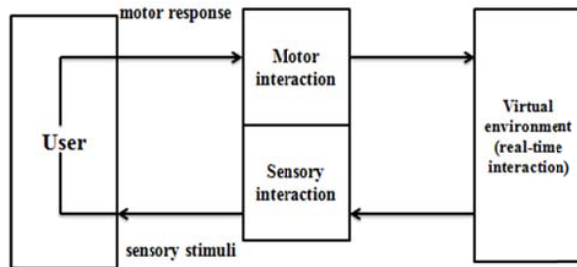 motor response
Motor
interaction
User
Virtual
environment
(real-time
interaction)
Sensory
interaction
sensory stimuli